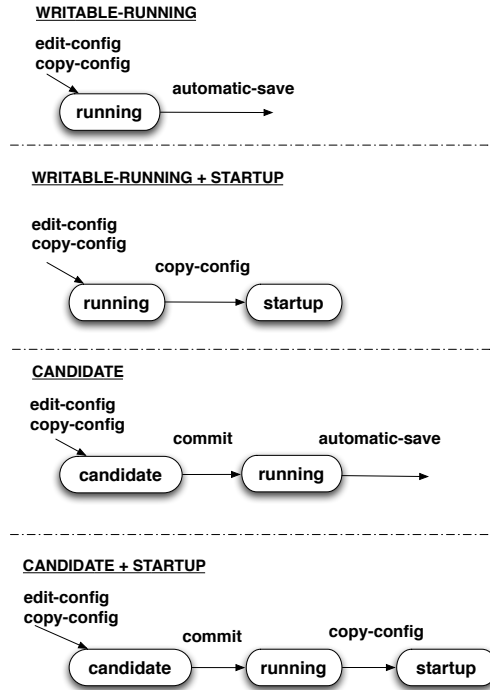 WRITABLE-RUNNING
edit-config
copy-config
automatic-save
running
WRITABLE-RUNNING + STARTUP
edit-config
copy-config
copy-config
running
startup
CANDIDATE
edit-config
copy-config
commit
automatic-save
candidate
running
CANDIDATE + STARTUP
edit-config
copy-config
commit
copy-config
candidate
running
startup